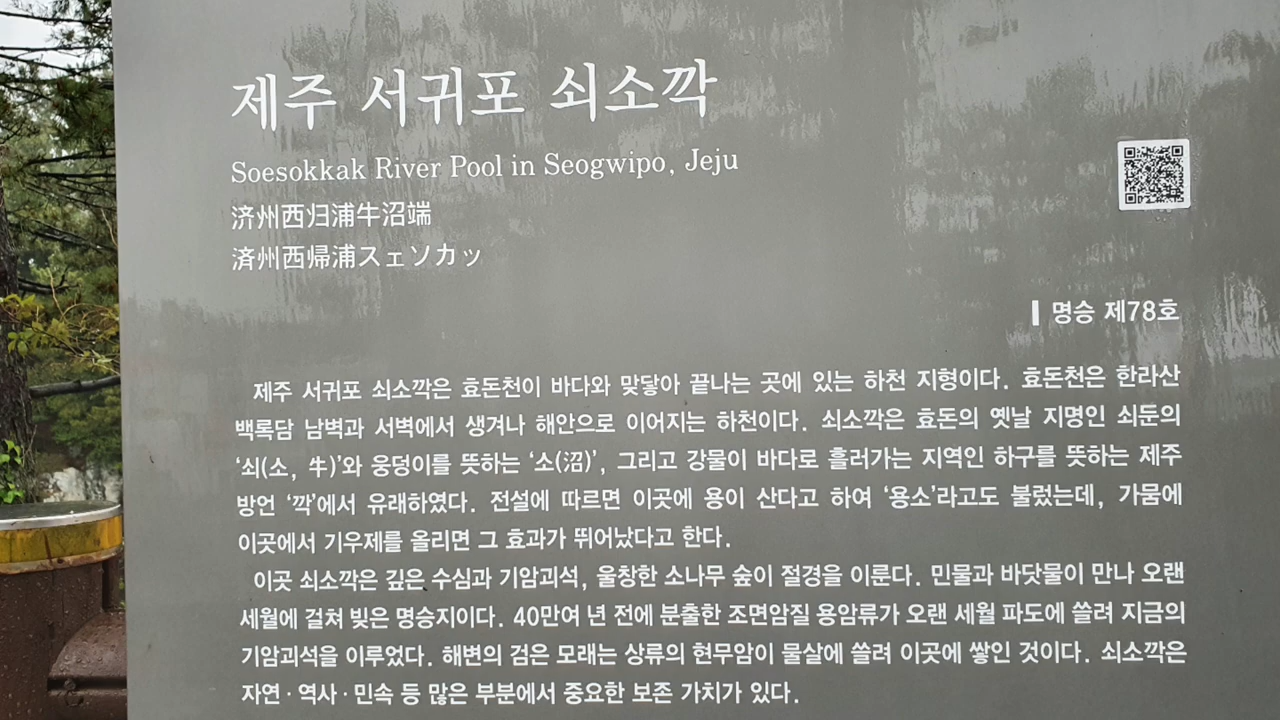 제주 서귀포 쇠소깍
Soesokkak River Pool in Seogwipo, Jeju
济州西归浦牛沼端
済州西帰浦スェソカッ
명승 제78호
제주 서귀포 쇠소깍은 효돈천이 바다와 맞닿아 끝나는 곳에 있는 하천 지형이다. 효돈천은 한라산
백록담 남벽과 서벽에서 생겨나 해안으로 이어지는 하천이다. 쇠소깍은 효돈의 옛날 지명인 쇠둔의
‘쇠(소, 牛)’와 웅덩이를 뜻하는 ‘소(沼)’, 그리고 강물이 바다로 흘러가는 지역인 하구를 뜻하는 제주
방언 ‘깍’에서 유래하였다. 전설에 따르면 이곳에 용이 산다고 하여 ‘용소’라고도 불렀는데, 가뭄에
이곳에서 기우제를 올리면 그 효과가 뛰어났다고 한다.
이곳 쇠소깍은 깊은 수심과 기암괴석, 울창한 소나무 숲이 절경을 이룬다. 민물과 바닷물이 만나 오랜
세월에 걸쳐 빚은 명승지이다. 40만여 년 전에 분출한 조면암질 용암류가 오랜 세월 파도에 쓸려 지금의
기암괴석을 이루었다. 해변의 검은 모래는 상류의 현무암이 물살에 쓸려 이곳에 쌓인 것이다. 쇠소깍은
자연 · 역사 · 민속 등 많은 부분에서 중요한 보존 가치가 있다.